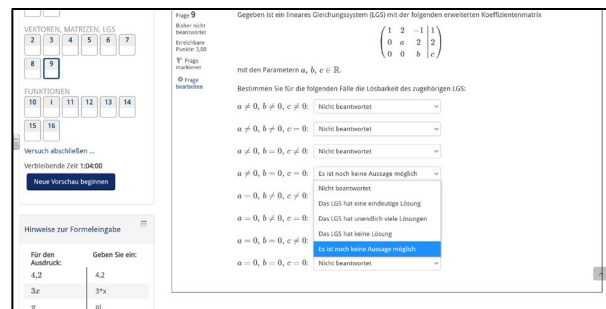 VEKTOREN, MATRIZEN, LGS
2 3 4 5 6 7
8 9
FUNKTIONEN
10 i 11 12 13 14
15 16
Versuch abschließen ...
Verbleibende Zeit 1:04:00
Neue Vorschau beginnen
Hinweise zur Formeleingabe
Für den Ausdruck: Geben Sie ein:
4,2 4.2
3x 3*x
π pi
Frage 9
Bisher nicht
beantwortet
Erreichbare
Punkte: 3,00
Frage
markieren
Frage
bearbeiten
Gegeben ist ein lineares Gleichungssystem (LGS) mit der folgenden erweiterten Koeffizientenmatrix
1 2 −1 | 1
0 a 2 | 2
0 0 b | c
mit den Parametern a, b, c ∈ ℝ.
Bestimmen Sie für die folgenden Fälle die Lösbarkeit des zugehörigen LGS:
a ≠ 0, b ≠ 0, c ≠ 0: Nicht beantwortet
a ≠ 0, b ≠ 0, c = 0: Nicht beantwortet
a ≠ 0, b = 0, c ≠ 0: Nicht beantwortet
a ≠ 0, b = 0, c = 0: Es ist noch keine Aussage möglich
Nicht beantwortet
a = 0, b ≠ 0, c ≠ 0: Das LGS hat eine eindeutige Lösung
a = 0, b ≠ 0, c = 0: Das LGS hat unendlich viele Lösungen
Das LGS hat keine Lösung
a = 0, b = 0, c ≠ 0: Es ist noch keine Aussage möglich
a = 0, b = 0, c = 0: Nicht beantwortet